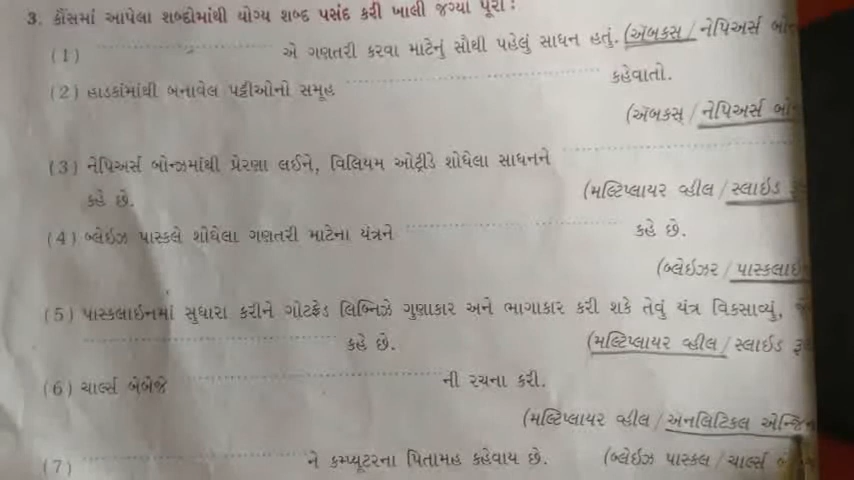 3. કૌંસમાં આપેલા શબ્દોમાંથી યોગ્ય શબ્દ પસંદ કરી ખાલી જગ્યા પૂરો :
(1) .......................... એ ગણતરી કરવા માટેનું સૌથી પહેલું સાધન હતું. (ઍબકસ / નેપિઅર્સ
(2) હાડકાંમાંથી બનાવેલ પટ્ટીઓનો સમૂહ .......................... કહેવાતો.
(ઍબકસ / નેપિઅર્સ
(3) નેપિઅર્સ બોન્ઝમાંથી પ્રેરણા લઈને, વિલિયમ ઓટ્રીડે શોધેલા સાધનને ..........................
કહે છે.
(મલ્ટિપ્લાયર વ્હીલ / સ્લાઇડ
(4) બ્લેઇઝ પાસ્કલે શોધેલા ગણતરી માટેના યંત્રને .......................... કહે છે.
(બ્લેઇઝર /
(5) પાસ્કલાઈનમાં સુધારા કરીને ગોટફ્રેડ લિબ્નિઝે ગુણાકાર અને ભાગાકાર કરી શકે તેવું યંત્ર વિકસાવ્યું,
.......................... કહે છે.
(મલ્ટિપ્લાયર વ્હીલ / સ્લાઇડ
(6) ચાર્લ્સ બેબેજે .......................... ની રચના કરી.
(મલ્ટિપ્લાયર વ્હીલ / અનલિટિકલ
(7) .......................... ને કમ્પ્યૂટરના પિતામહ કહેવાય છે. (બ્લેઇઝ પાસ્કલ / ચાર્લ્સ